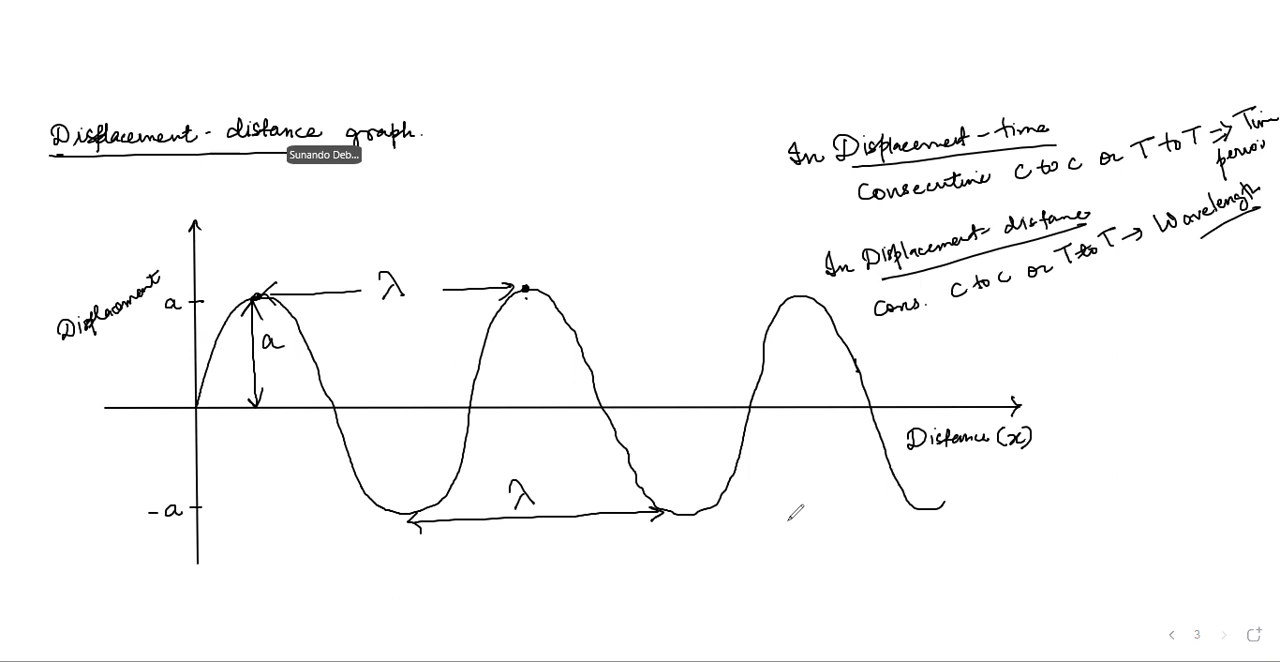 Displacement - distance graph.
Sunando Deb...
In Displacement - time
Consecutive C to C or T to T ⇒ Time
period
In Displacement - distance
cons. C to C or T to T → Wavelength
Displacement
a
λ
a
λ
-a
Distance (x)
3